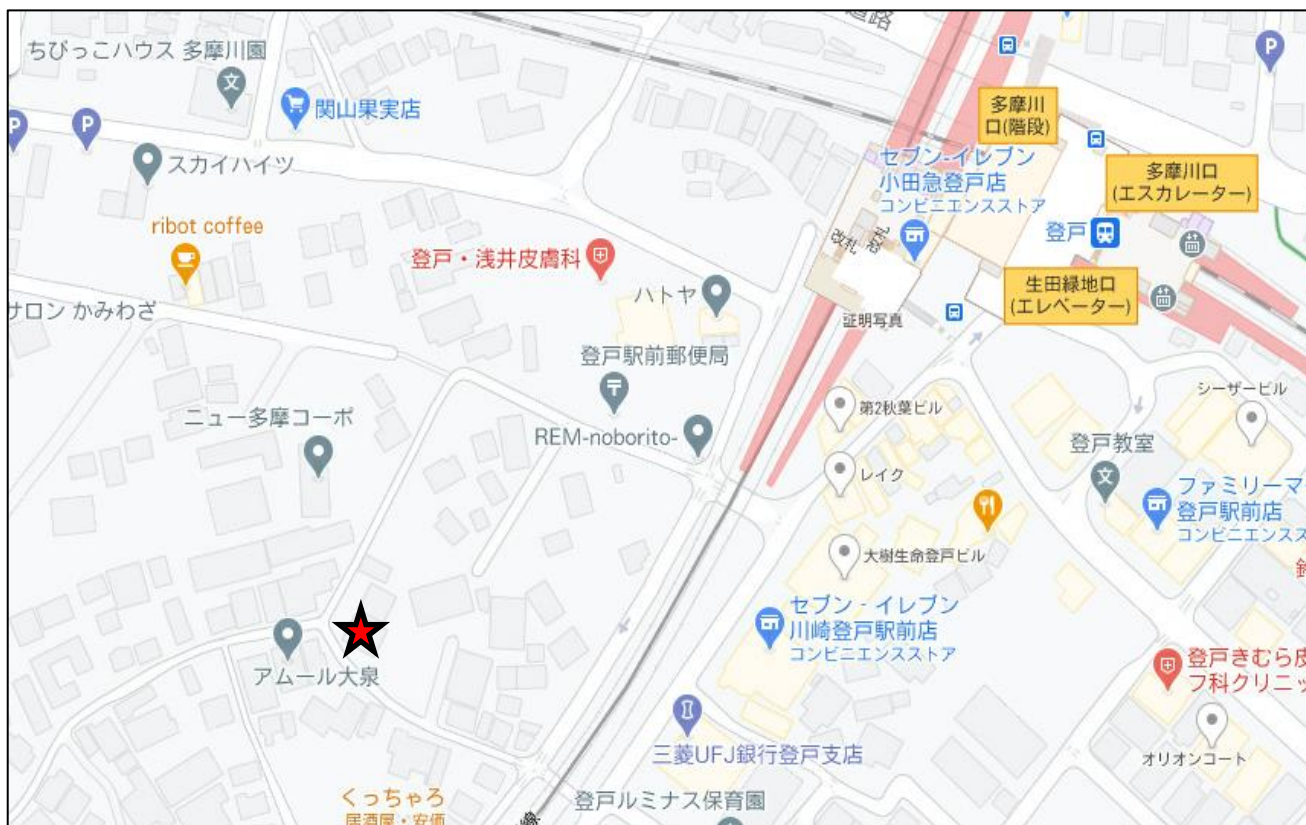 道路
ちびっこハウス 多摩川園
関山果実店
P
P
P
スカイハイツ
ribot coffee
サロン かみわざ
登戸・浅井皮膚科
ハトヤ
登戸駅前郵便局
REM-noborito-
ニュー多摩コーポ
アムール大泉
くっちゃろ
居酒屋・安価
多摩川
口(階段)
セブン-イレブン
小田急登戸店
コンビニエンスストア
改札
改札
証明写真
登戸
多摩川口
(エスカレーター)
生田緑地口
(エレベーター)
第2秋葉ビル
レイク
大樹生命登戸ビル
セブン‐イレブン
川崎登戸駅前店
コンビニエンスストア
三菱UFJ銀行登戸支店
登戸ルミナス保育園
線
シーザービル
登戸教室
文
文
ファミリーマ
登戸駅前店
コンビニエンスス
登戸きむら皮
フ科クリニッ
オリオンコート